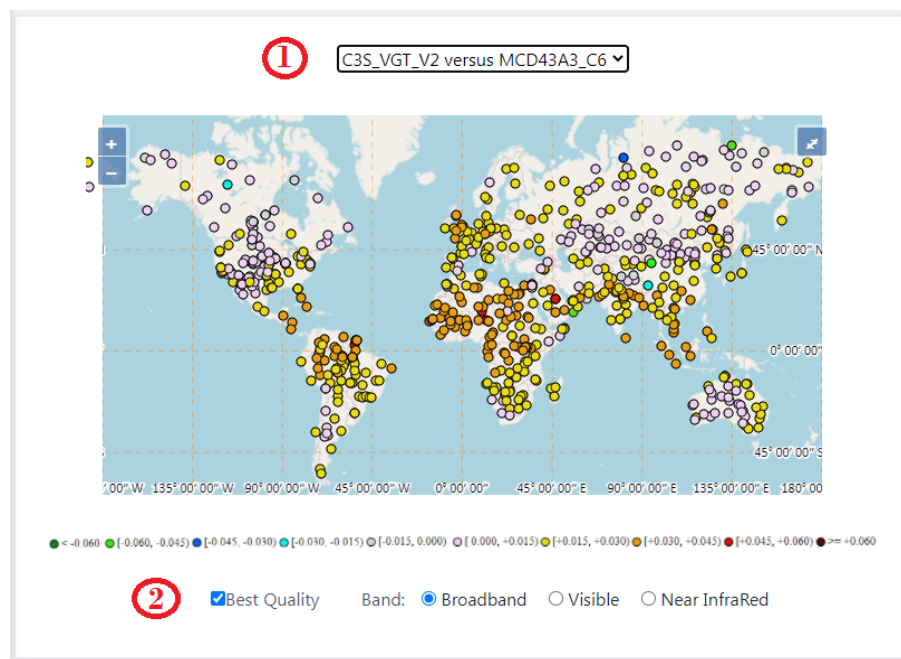 1
C3S_VGT_V2 versus MCD43A3_C6
+
−
45° 00′ 00″ N
0° 00′ 00″
45° 00′ 00″ S
′00″ W 135° 00′ 00″ W 90° 00′ 00″ W 45° 00′ 00″ W 0° 00′ 00″ 45° 00′ 00″ E 90° 00′ 00″ E 135° 00′ 00″ E 180° 00
< -0.060 [-0.060, -0.045) [-0.045, -0.030) [-0.030, -0.015) [-0.015, 0.000) [ 0.000, +0.015) [+0.015, +0.030) [+0.030, +0.045) [+0.045, +0.060) >= +0.060
2 Best Quality Band: Broadband Visible Near InfraRed